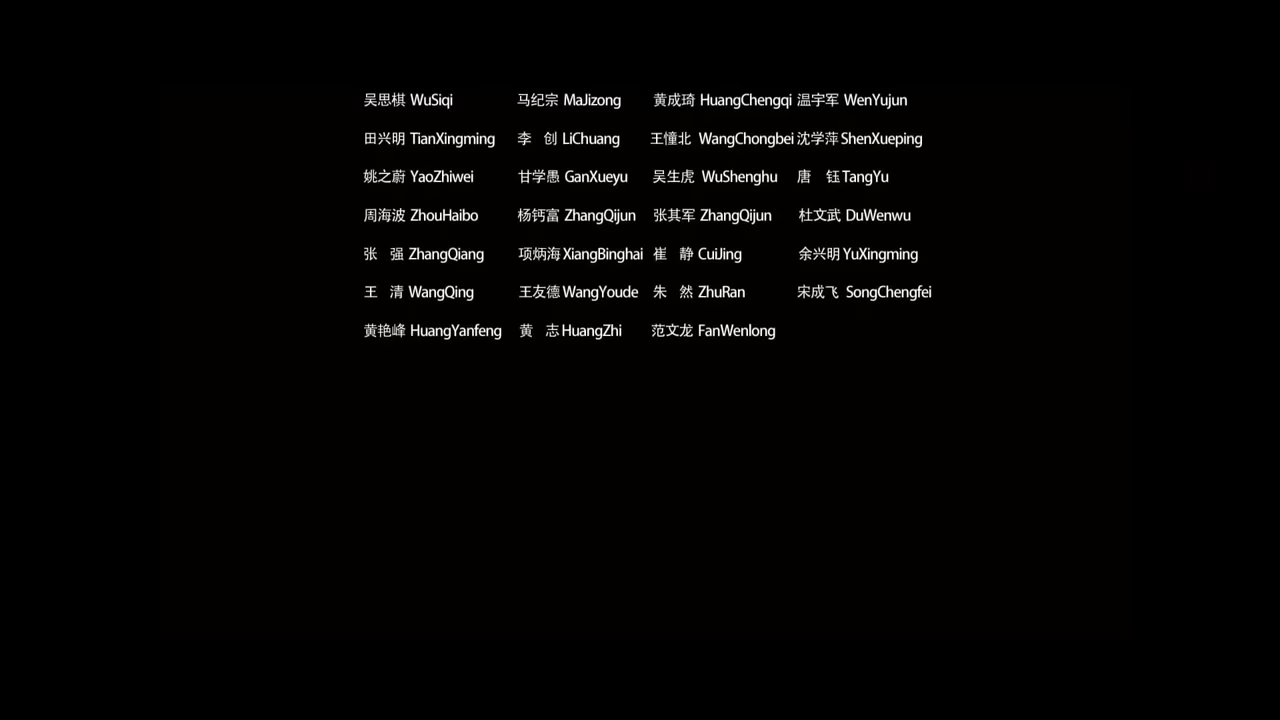 吴思棋 WuSiqi 马纪宗 MaJizong 黄成琦 HuangChengqi 温宇军 WenYujun
田兴明 TianXingming 李 创 LiChuang 王憧北 WangChongbei 沈学萍 ShenXueping
姚之蔚 YaoZhiwei 甘学愚 GanXueyu 吴生虎 WuShenghu 唐 钰 TangYu
周海波 ZhouHaibo 杨钙富 ZhangQijun 张其军 ZhangQijun 杜文武 DuWenwu
张 强 ZhangQiang 项炳海 XiangBinghai 崔 静 CuiJing 余兴明 YuXingming
王 清 WangQing 王友德 WangYoude 朱 然 ZhuRan 宋成飞 SongChengfei
黄艳峰 HuangYanfeng 黄 志 HuangZhi 范文龙 FanWenlong